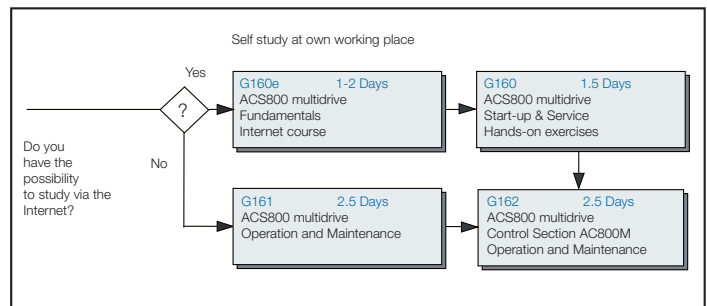 Self study at own working place
Yes
G160e 1-2 Days
ACS800 multidrive
Fundamentals
Internet course
G160 1.5 Days
ACS800 multidrive
Start-up & Service
Hands-on exercises
?
Do you
have the
possibility
to study via the
Internet?
No
G161 2.5 Days
ACS800 multidrive
Operation and Maintenance
G162 2.5 Days
ACS800 multidrive
Control Section AC800M
Operation and Maintenance